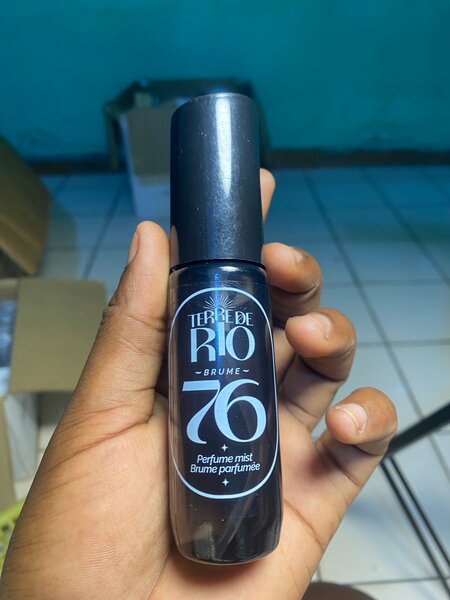 TERRE DE
RIO
BRUME
76
Perfume mist
Brume parfumée